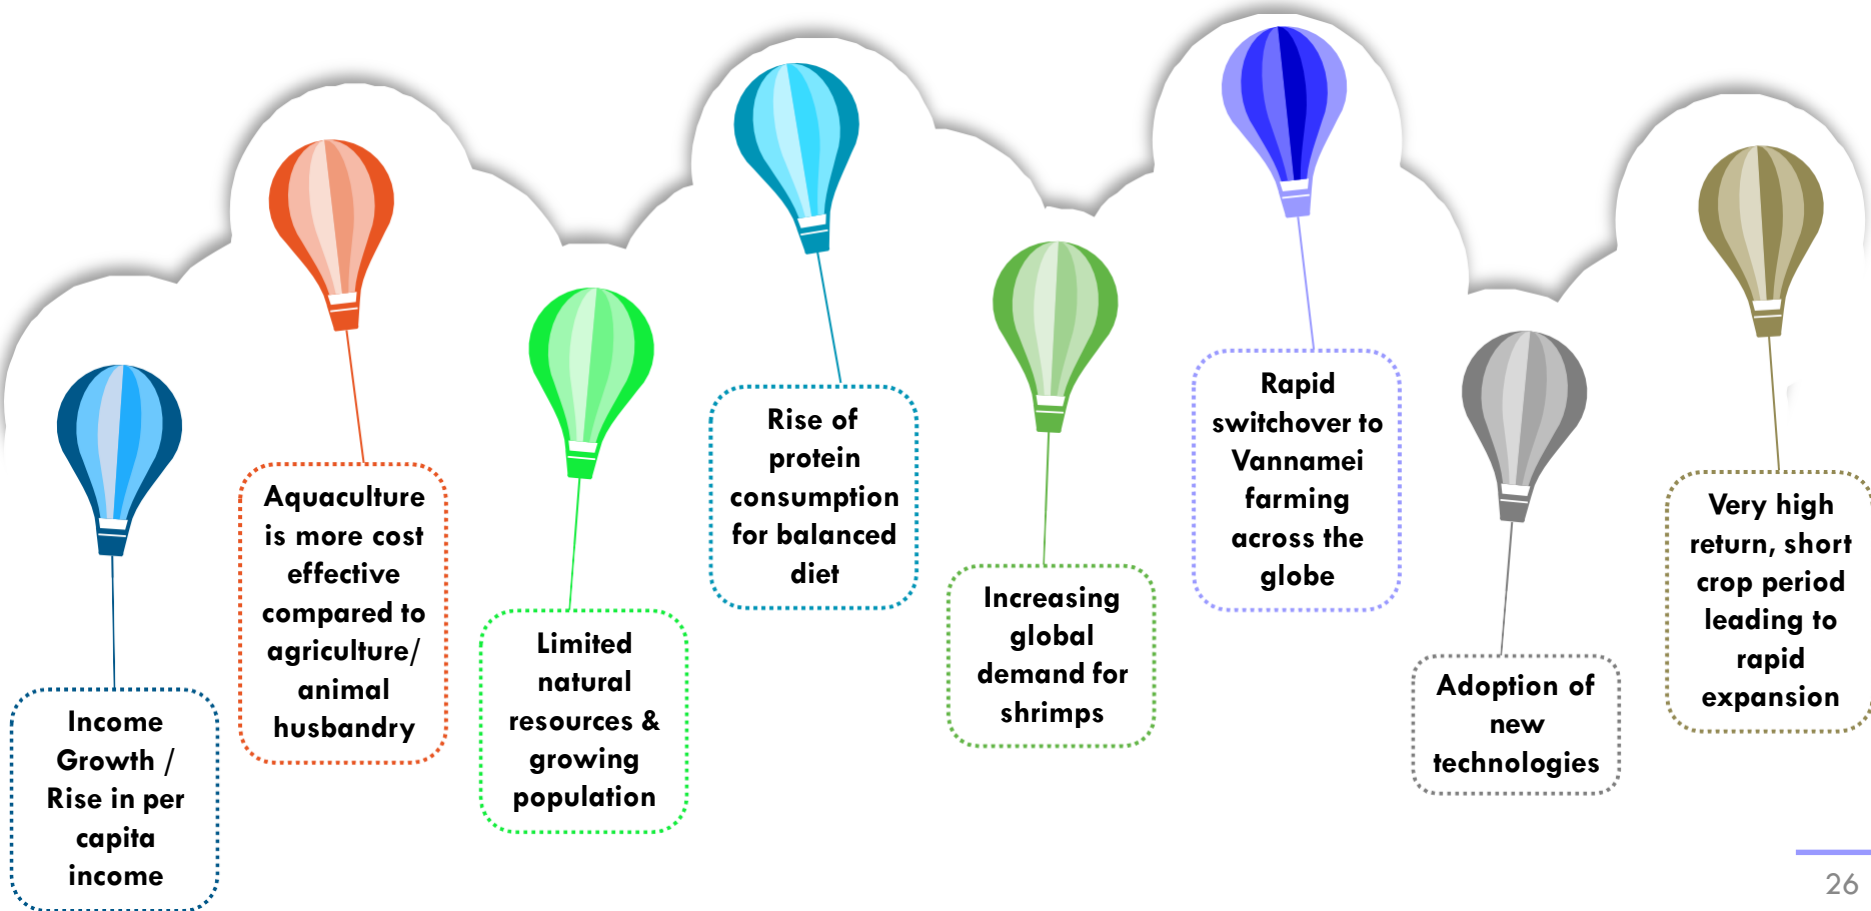 Income
Growth /
Rise in per
capita
income
Aquaculture
is more cost
effective
compared to
agriculture/
animal
husbandry
Limited
natural
resources &
growing
population
Rise of
protein
consumption
for balanced
diet
Increasing
global
demand for
shrimps
Rapid
switchover to
Vannamei
farming
across the
globe
Adoption of
new
technologies
Very high
return, short
crop period
leading to
rapid
expansion
26